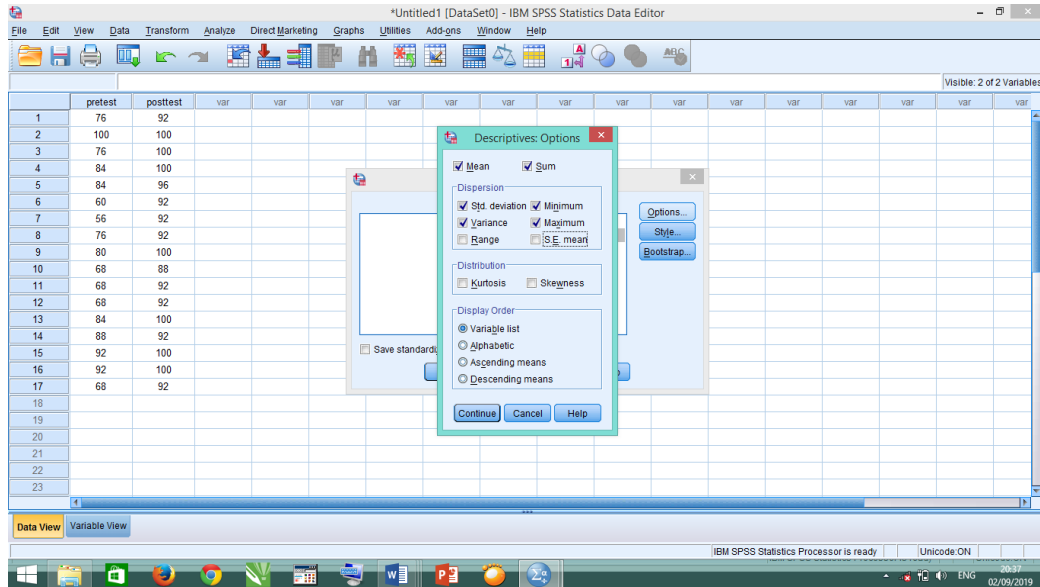 *Untitled1 [DataSet0] - IBM SPSS Statistics Data Editor
File Edit View Data Transform Analyze Direct Marketing Graphs Utilities Add-ons Window Help
Visible: 2 of 2 Variables
pretest posttest var var var var var var var var var var var var var var var
1 76 92
2 100 100
3 76 100
4 84 100
5 84 96
6 60 92
7 56 92
8 76 92
9 80 100
10 68 88
11 68 92
12 68 92
13 84 100
14 88 92
15 92 100
16 92 100
17 68 92
18
19
20
21
22
23
Options...
Style...
Bootstrap...
Save standardi
Descriptives: Options
Mean Sum
Dispersion
Std. deviation Minimum
Variance Maximum
Range S.E. mean
Distribution
Kurtosis Skewness
Display Order
Variable list
Alphabetic
Ascending means
Descending means
Continue Cancel Help
Data View Variable View
IBM SPSS Statistics Processor is ready Unicode:ON
ENG 20:37
02/09/2019